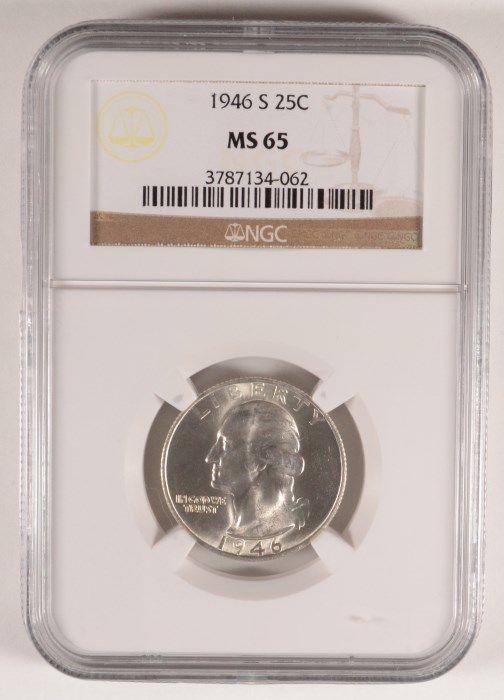 1946 S 25C
MS 65
3787134-062
NGC
LIBERTY
IN GOD WE
TRUST
1946